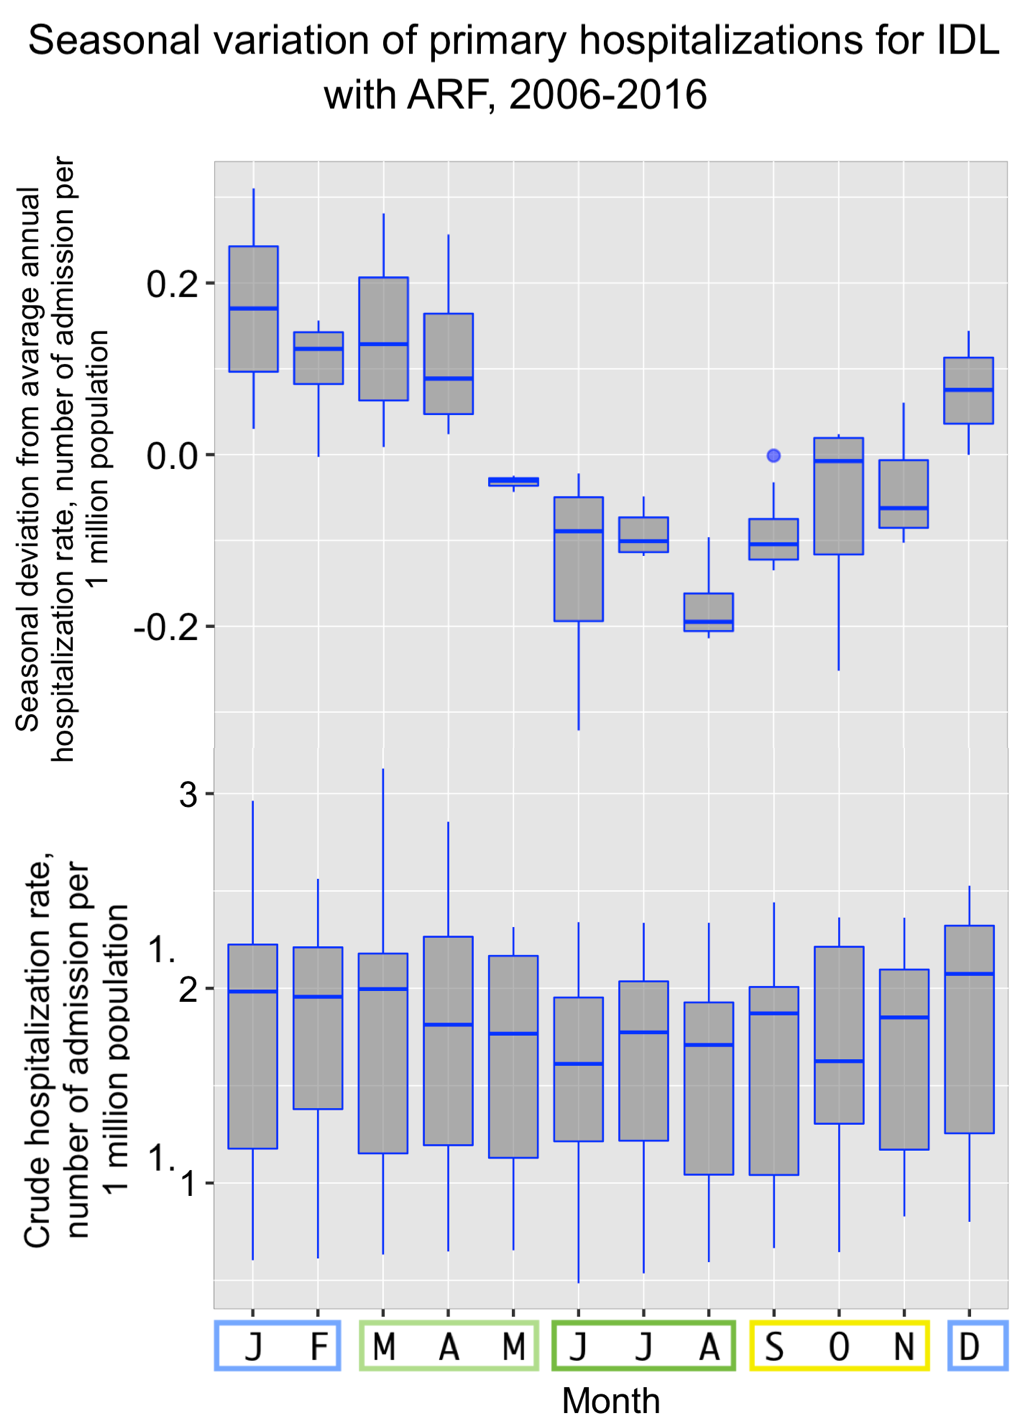 Seasonal variation of primary hospitalizations for IDL
with ARF, 2006-2016
Seasonal deviation from avarage annual
hospitalization rate, number of admission per
1 million population
0.2
0.0
-0.2
Crude hospitalization rate,
number of admission per
1 million population
3
1.
2
1.
1
J F M A M J J A S O N D
Month